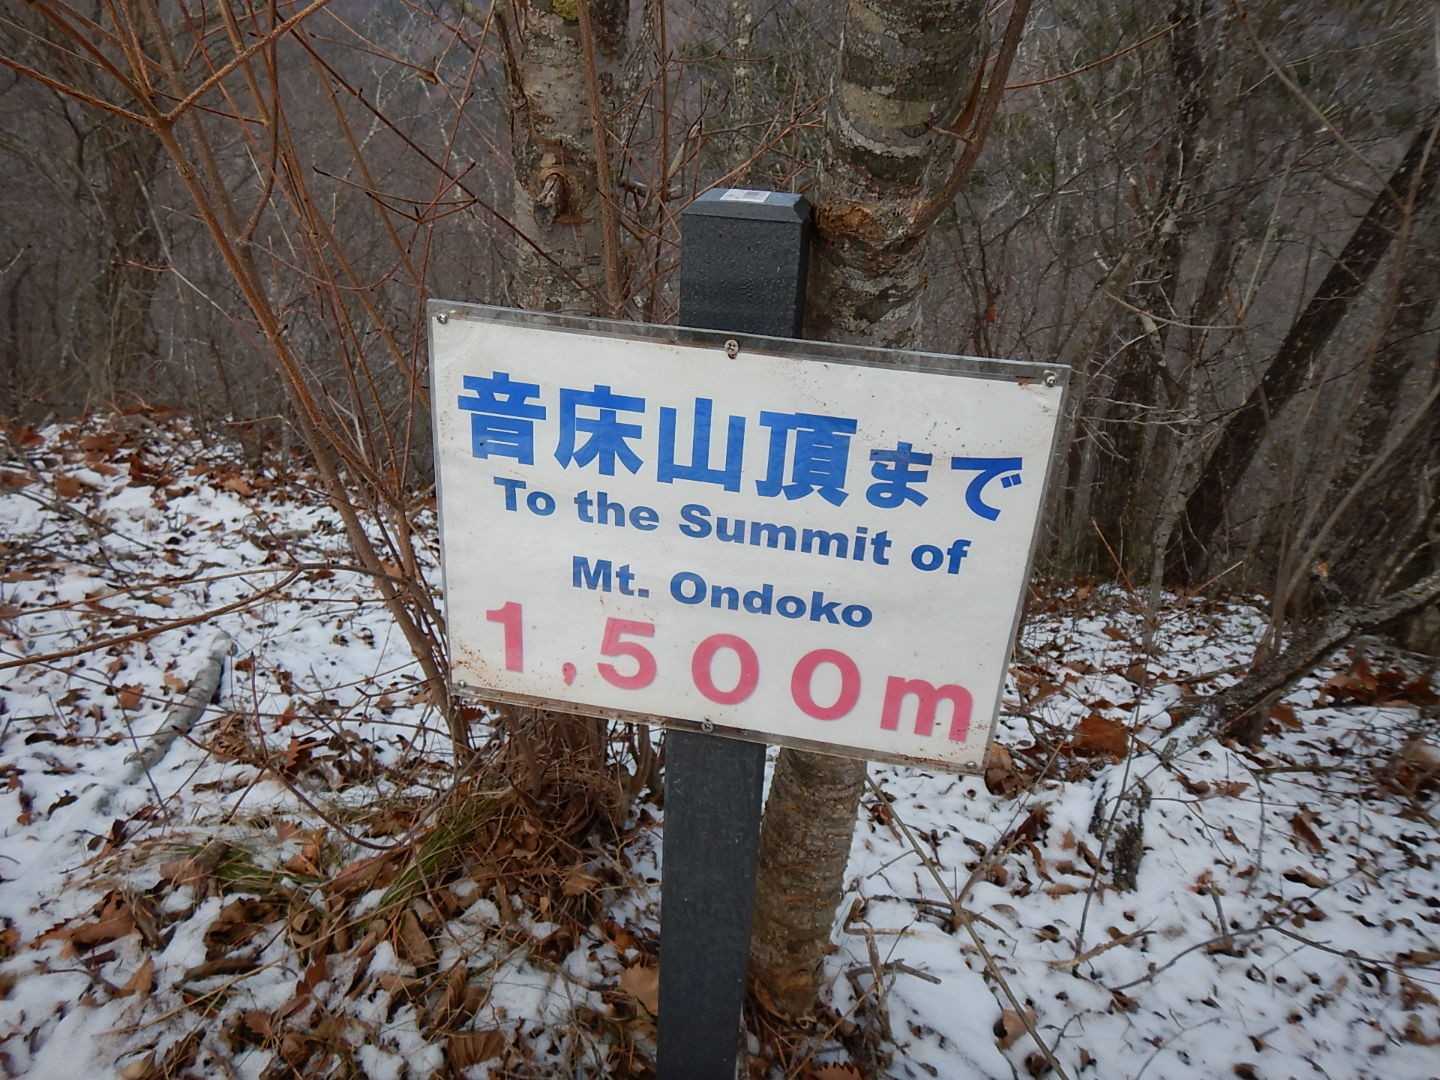 音床山頂まで
To the Summit of
Mt. Ondoko
1,500m